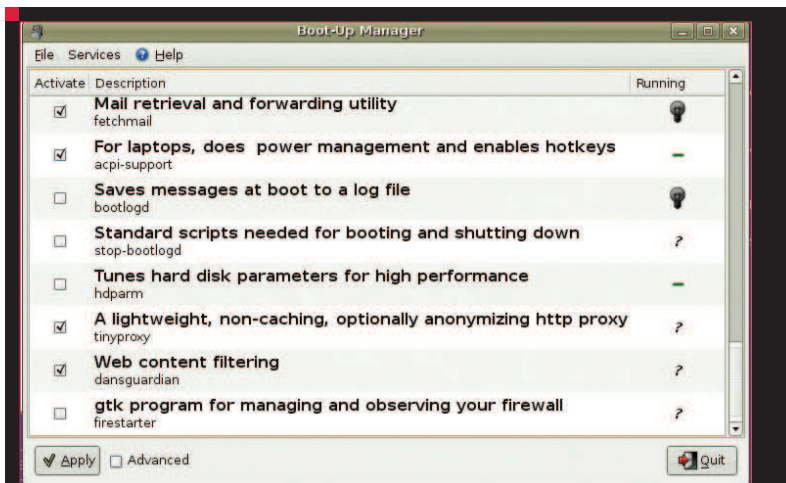 Boot-Up Manager
File Services Help
Activate Description Running
Mail retrieval and forwarding utility
fetchmail
For laptops, does power management and enables hotkeys
acpi-support
–
Saves messages at boot to a log file
bootlogd
Standard scripts needed for booting and shutting down
stop-bootlogd
?
Tunes hard disk parameters for high performance
hdparm
–
A lightweight, non-caching, optionally anonymizing http proxy
tinyproxy
?
Web content filtering
dansguardian
?
gtk program for managing and observing your firewall
firestarter
?
Apply Advanced Quit